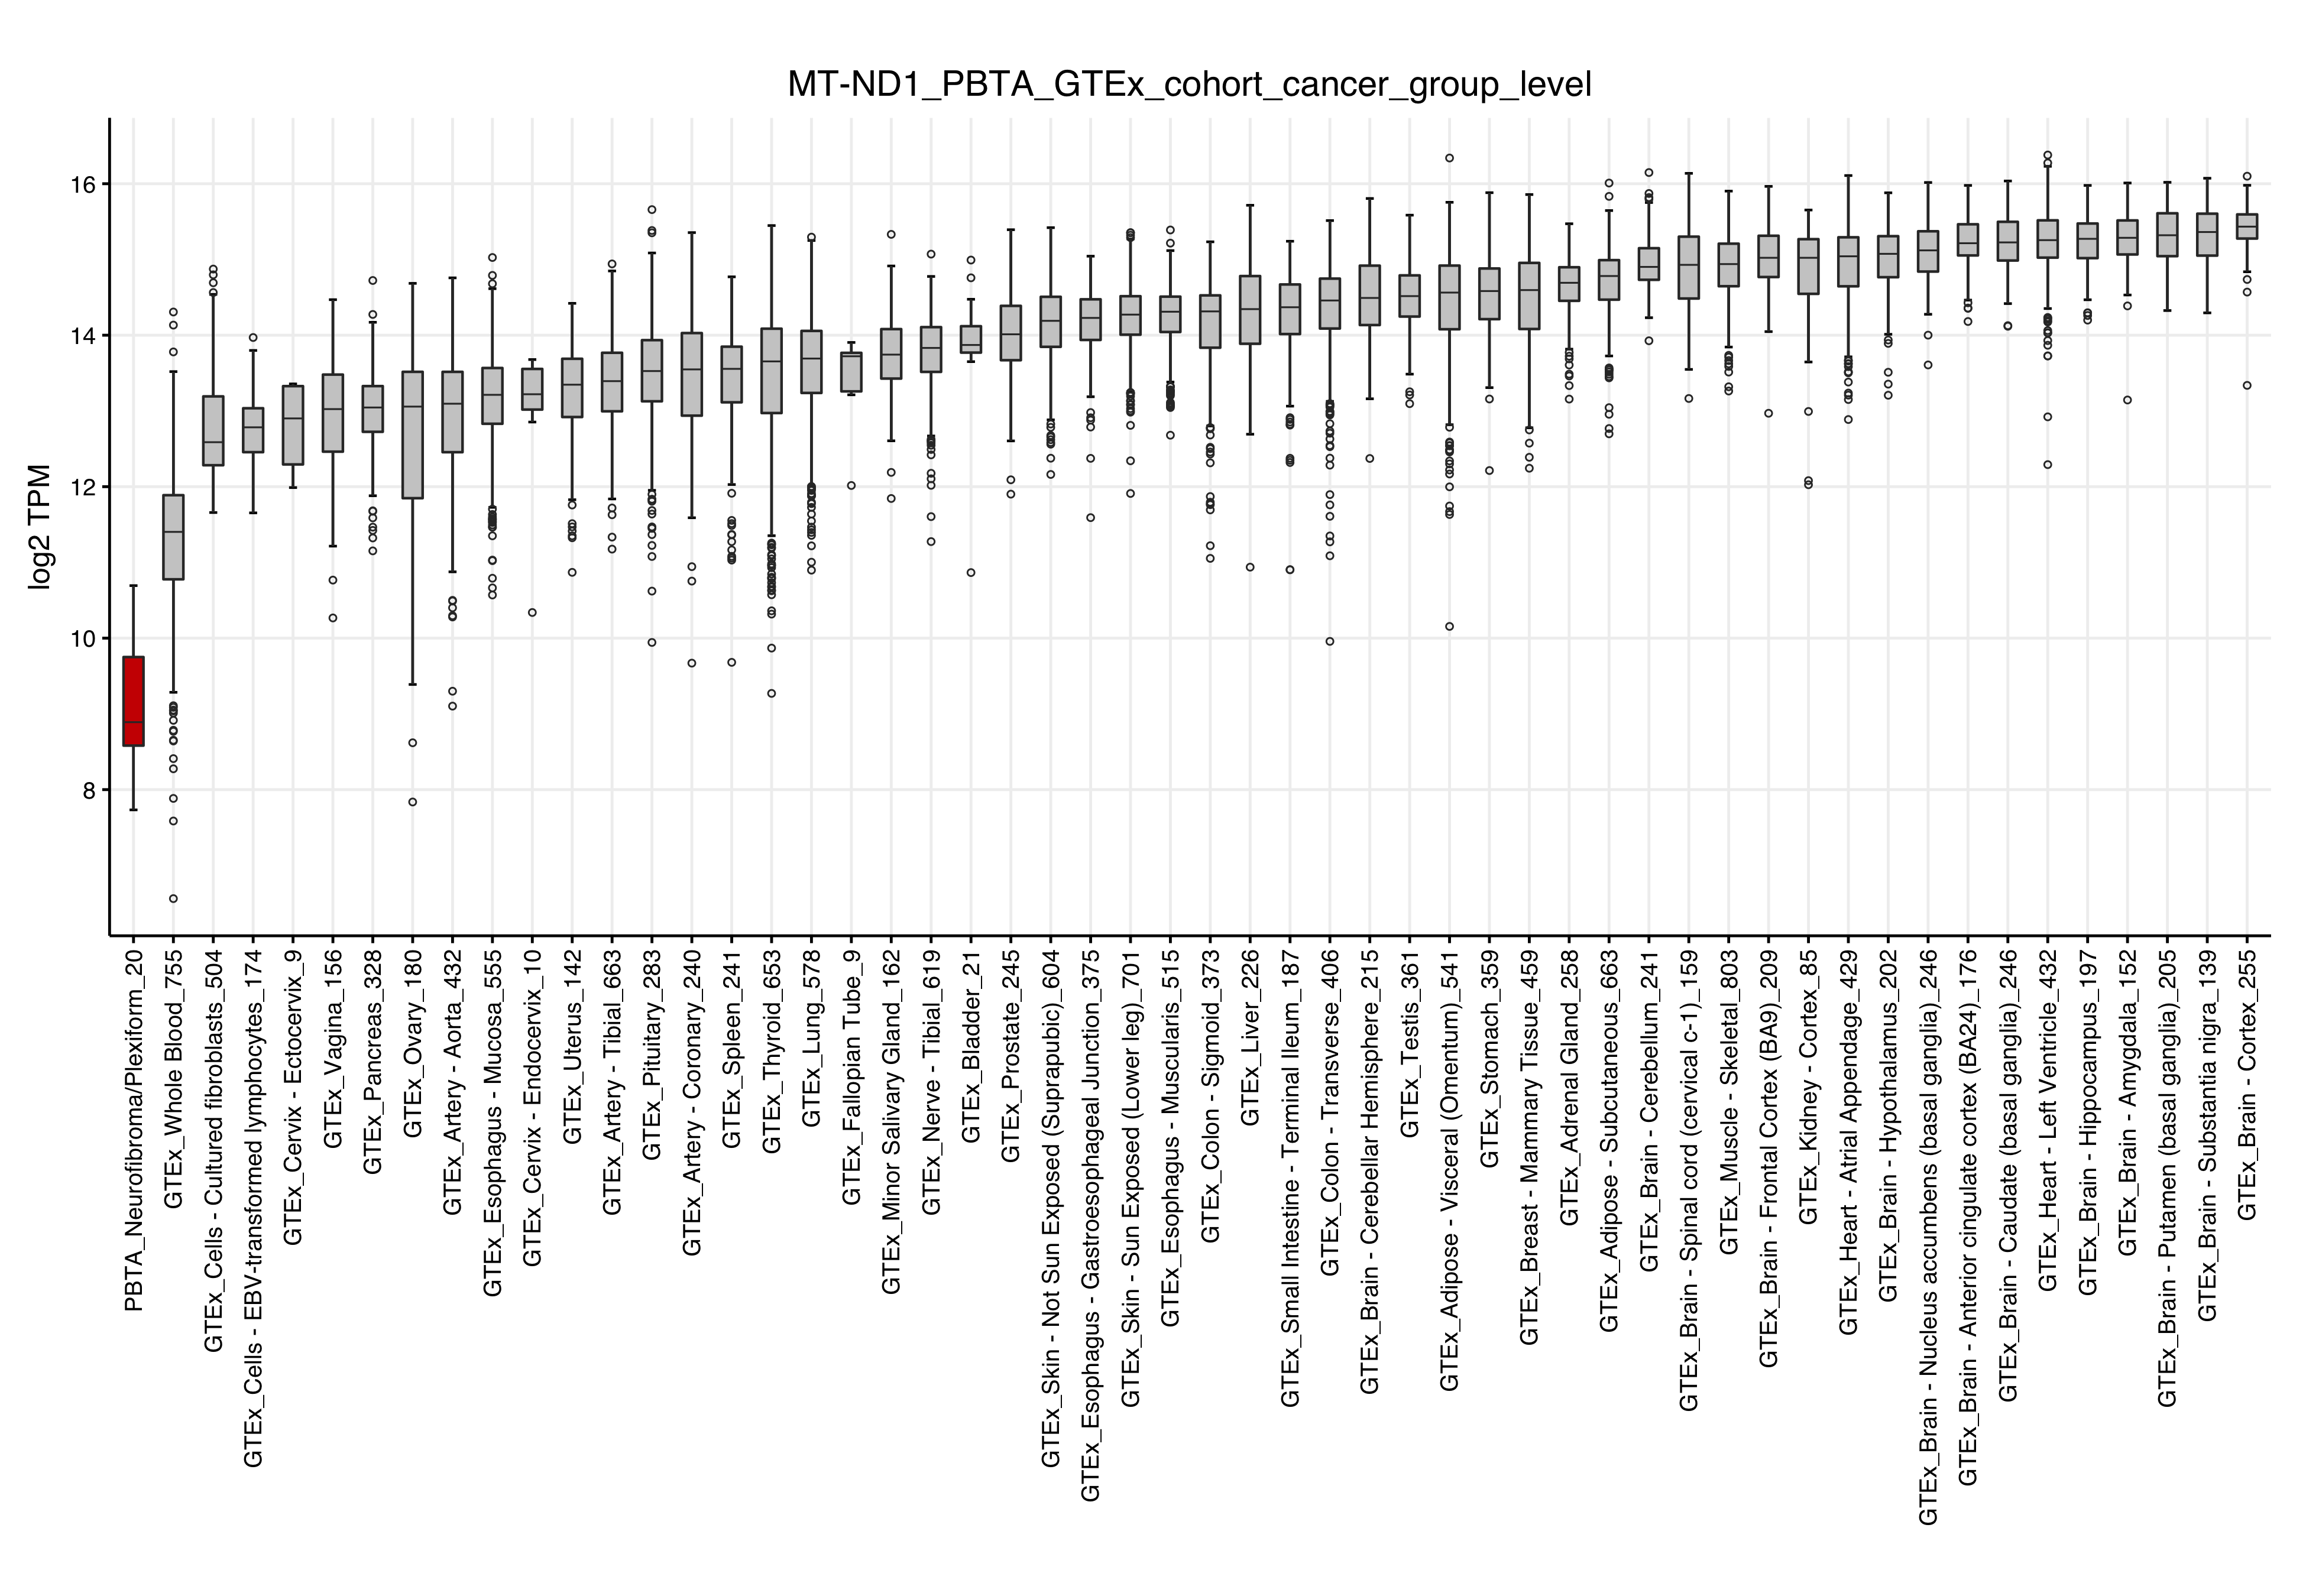 MT-ND1_PBTA_GTEx_cohort_cancer_group_level
log2 TPM
16
14
12
10
8
PBTA_Neurofibroma/Plexiform_20
GTEx_Whole Blood_755
GTEx_Cells - Cultured fibroblasts_504
GTEx_Cells - EBV-transformed lymphocytes_174
GTEx_Cervix - Ectocervix_9
GTEx_Vagina_156
GTEx_Pancreas_328
GTEx_Ovary_180
GTEx_Artery - Aorta_432
GTEx_Esophagus - Mucosa_555
GTEx_Cervix - Endocervix_10
GTEx_Uterus_142
GTEx_Artery - Tibial_663
GTEx_Pituitary_283
GTEx_Artery - Coronary_240
GTEx_Spleen_241
GTEx_Thyroid_653
GTEx_Lung_578
GTEx_Fallopian Tube_9
GTEx_Minor Salivary Gland_162
GTEx_Nerve - Tibial_619
GTEx_Bladder_21
GTEx_Prostate_245
GTEx_Skin - Not Sun Exposed (Suprapubic)_604
GTEx_Esophagus - Gastroesophageal Junction_375
GTEx_Skin - Sun Exposed (Lower leg)_701
GTEx_Esophagus - Muscularis_515
GTEx_Colon - Sigmoid_373
GTEx_Liver_226
GTEx_Small Intestine - Terminal Ileum_187
GTEx_Colon - Transverse_406
GTEx_Brain - Cerebellar Hemisphere_215
GTEx_Testis_361
GTEx_Adipose - Visceral (Omentum)_541
GTEx_Stomach_359
GTEx_Breast - Mammary Tissue_459
GTEx_Adrenal Gland_258
GTEx_Adipose - Subcutaneous_663
GTEx_Brain - Cerebellum_241
GTEx_Brain - Spinal cord (cervical c-1)_159
GTEx_Muscle - Skeletal_803
GTEx_Brain - Frontal Cortex (BA9)_209
GTEx_Kidney - Cortex_85
GTEx_Heart - Atrial Appendage_429
GTEx_Brain - Hypothalamus_202
GTEx_Brain - Nucleus accumbens (basal ganglia)_246
GTEx_Brain - Anterior cingulate cortex (BA24)_176
GTEx_Brain - Caudate (basal ganglia)_246
GTEx_Heart - Left Ventricle_432
GTEx_Brain - Hippocampus_197
GTEx_Brain - Amygdala_152
GTEx_Brain - Putamen (basal ganglia)_205
GTEx_Brain - Substantia nigra_139
GTEx_Brain - Cortex_255